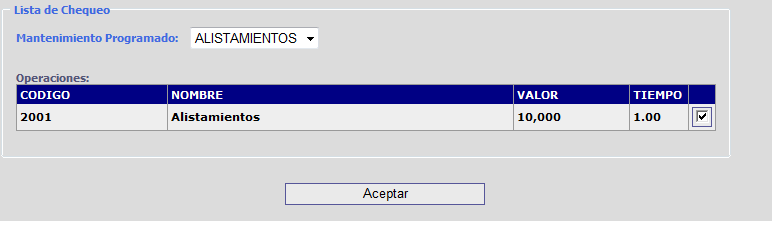 Lista de Chequeo
Mantenimiento Programado: ALISTAMIENTOS
Operaciones:
CODIGO NOMBRE VALOR TIEMPO
2001 Alistamientos 10,000 1.00
Aceptar